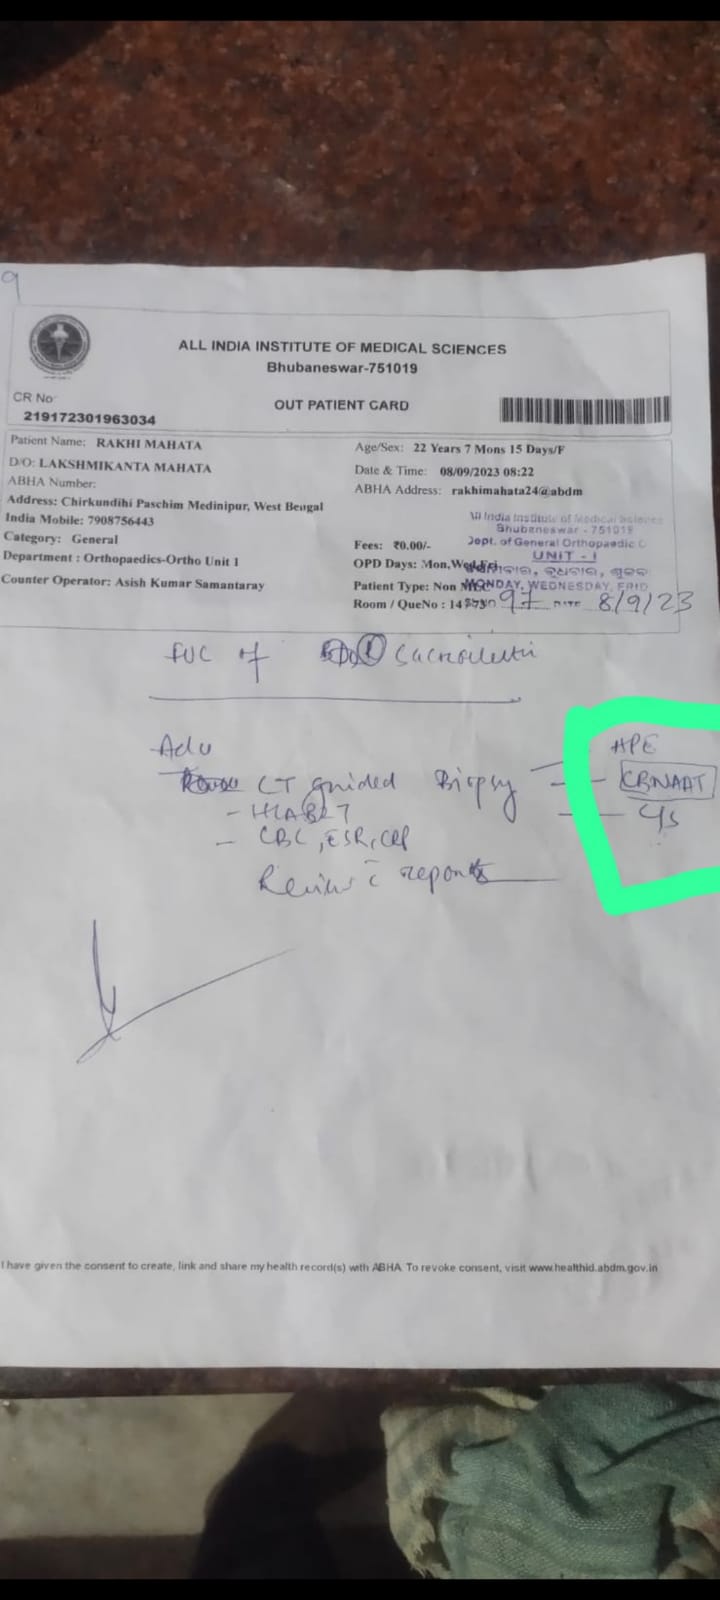 9
ALL INDIA INSTITUTE OF MEDICAL SCIENCES
Bhubaneswar-751019
CR No
219172301963034
OUT PATIENT CARD
Patient Name: RAKHI MAHATA
Age/Sex: 22 Years 7 Mons 15 Days/F
D/O: LAKSHMIKANTA MAHATA
Date & Time: 08/09/2023 08:22
ABHA Number:
ABHA Address: rakhimahata24@abdm
Address: Chirkundihi Paschim Medinipur, West Bengal
India Mobile: 7908756443
All India Institute of Medical Science
Bhubaneswar - 751019
Dept. of General Orthopaedic
UNIT - I
Category: General
Fees: ₹0.00/-
Department : Orthopaedics-Ortho Unit 1
OPD Days: Mon,Wed,Fri
ବୁଧବାର,
Counter Operator: Asish Kumar Samantaray
Patient Type: Non
MONDAY, WEDNESDAY, FRID
Room / QueNo : 14
97 DATE 8/9/23
FUC of Sacroiliitis
Adv
CT guided Biopsy
HPE
CBNAAT
C/S
- HLAB27
- CBC, ESR, CRP
Review c̄ reports
I have given the consent to create, link and share my health record(s) with ABHA. To revoke consent, visit www.healthid.abdm.gov.in